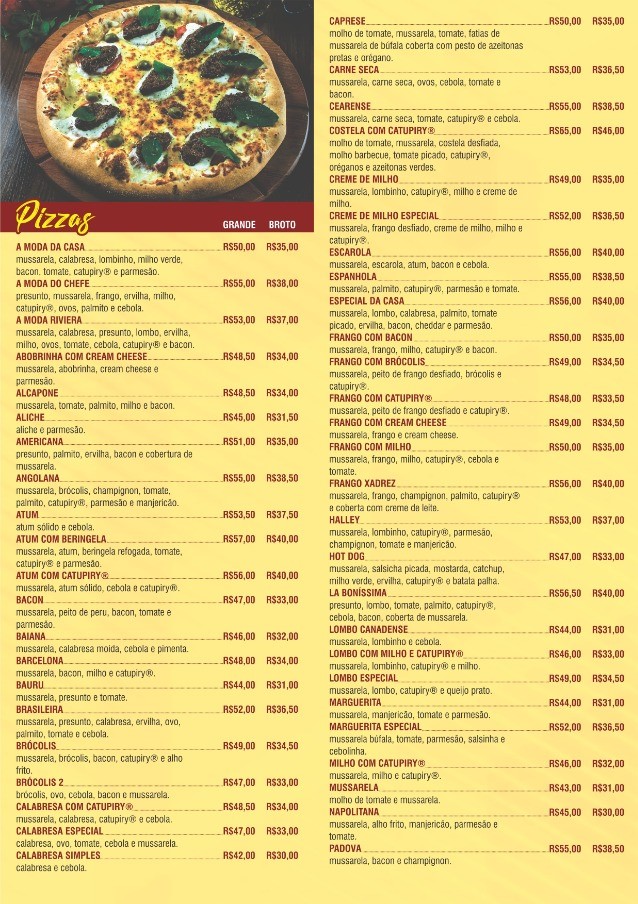 Pizzas
GRANDE BROTO
A MODA DA CASA R$50,00 R$35,00
mussarela, calabresa, lombinho, milho verde,
bacon, tomate, catupiry® e parmesão.
A MODA DO CHEFE R$55,00 R$38,00
presunto, mussarela, frango, ervilha, milho,
catupiry®, ovos, palmito e cebola.
A MODA RIVIERA R$53,00 R$37,00
mussarela, calabresa, presunto, lombo, ervilha,
milho, ovos, tomate, cebola, catupiry® e bacon.
ABOBRINHA COM CREAM CHEESE R$48,50 R$34,00
mussarela, abobrinha, cream cheese e
parmesão.
ALCAPONE R$48,50 R$34,00
mussarela, tomate, palmito, milho e bacon.
ALICHE R$45,00 R$31,50
aliche e parmesão.
AMERICANA R$51,00 R$35,00
presunto, palmito, ervilha, bacon e cobertura de
mussarela.
ANGOLANA R$55,00 R$38,50
mussarela, brócolis, champignon, tomate,
palmito, catupiry®, parmesão e manjericão.
ATUM R$53,50 R$37,50
atum sólido e cebola.
ATUM COM BERINGELA R$57,00 R$40,00
mussarela, atum, beringela refogada, tomate,
catupiry® e parmesão.
ATUM COM CATUPIRY® R$56,00 R$40,00
mussarela, atum sólido, cebola e catupiry®.
BACON R$47,00 R$33,00
mussarela, peito de peru, bacon, tomate e
parmesão.
BAIANA R$46,00 R$32,00
mussarela, calabresa moida, cebola e pimenta.
BARCELONA R$48,00 R$34,00
mussarela, bacon, milho e catupiry®.
BAURU R$44,00 R$31,00
mussarela, presunto e tomate.
BRASILEIRA R$52,00 R$36,50
mussarela, presunto, calabresa, ervilha, ovo,
palmito, tomate e cebola.
BRÓCOLIS R$49,00 R$34,50
mussarela, brócolis, bacon, catupiry® e alho
frito.
BRÓCOLIS 2 R$47,00 R$33,00
brócolis, ovo, cobola, bacon e mussarela.
CALABRESA COM CATUPIRY® R$48,50 R$34,00
mussarela, calabresa, catupiry® e cebola.
CALABRESA ESPECIAL R$47,00 R$33,00
calabresa, ovo, tomate, cebola e mussarela.
CALABRESA SIMPLES R$42,00 R$30,00
calabresa e cebola.
CAPRESE R$50,00 R$35,00
molho de tomate, mussarela, tomate, fatias de
mussarela de búfala coberta com pesto de azeitonas
pretas e orégano.
CARNE SECA R$53,00 R$36,50
mussarela, carne seca, ovos, cebola, tomate e
bacon.
CEARENSE R$55,00 R$38,50
mussarela, carne seca, tomate, catupiry® e cebola.
COSTELA COM CATUPIRY® R$65,00 R$46,00
molho de tomate, mussarela, costela desfiada,
molho barbecue, tomate picado, catupiry®,
oréganos e azeitonas verdes.
CREME DE MILHO R$49,00 R$35,00
mussarela, lombinho, catupiry®, milho e creme de
milho.
CREME DE MILHO ESPECIAL R$52,00 R$36,50
mussarela, frango desfiado, creme de milho, milho e
catupiry®.
ESCAROLA R$56,00 R$40,00
mussarela, escarola, atum, bacon e cebola.
ESPANHOLA R$55,00 R$38,50
mussarela, palmito, catupiry®, parmesão e tomate.
ESPECIAL DA CASA R$56,00 R$40,00
mussarela, lombo, calabresa, palmito, tomate
picado, ervilha, bacon, cheddar e parmesão.
FRANGO COM BACON R$50,00 R$35,00
mussarela, frango, milho, catupiry® e bacon.
FRANGO COM BRÓCOLIS R$49,00 R$34,50
mussarela, peito de frango desfiado, brócolis e
catupiry®.
FRANGO COM CATUPIRY® R$48,00 R$33,50
mussarela, peito de frango desfiado e catupiry®.
FRANGO COM CREAM CHEESE R$49,00 R$34,50
mussarela, frango e cream cheese.
FRANGO COM MILHO R$50,00 R$35,00
mussarela, frango, milho, catupiry®, cebola e
tomate.
FRANGO XADREZ R$56,00 R$40,00
mussarela, frango, champignon, palmito, catupiry®
e coberta com creme de leite.
HALLEY R$53,00 R$37,00
mussarela, lombinho, catupiry®, parmesão,
champignon, tomate e manjericão.
HOT DOG R$47,00 R$33,00
mussarela, salsicha picada, mostarda, catchup,
milho verde, ervilha, catupiry® e batata palha.
LA BONÍSSIMA R$56,50 R$40,00
presunto, lombo, tomate, palmito, catupiry®,
cebola, bacon, coberta de mussarela.
LOMBO CANADENSE R$44,00 R$31,00
mussarela, lombinho e cebola.
LOMBO COM MILHO E CATUPIRY® R$46,00 R$33,00
mussarela, lombinho, catupiry® e milho.
LOMBO ESPECIAL R$49,00 R$34,50
mussarela, lombo, catupiry® e queijo prato.
MARGUERITA R$44,00 R$31,00
mussarela, manjericão, tomate e parmesão.
MARGUERITA ESPECIAL R$52,00 R$36,50
mussarela búfala, tomate, parmesão, salsinha e
cebolinha.
MILHO COM CATUPIRY® R$46,00 R$32,00
mussarela, milho e catupiry®.
MUSSARELA R$43,00 R$31,00
molho de tomate e mussarela.
NAPOLITANA R$45,00 R$30,00
mussarela, alho frito, manjericão, parmesão e
tomate.
PADOVA R$55,00 R$38,50
mussarela, bacon e champignon.